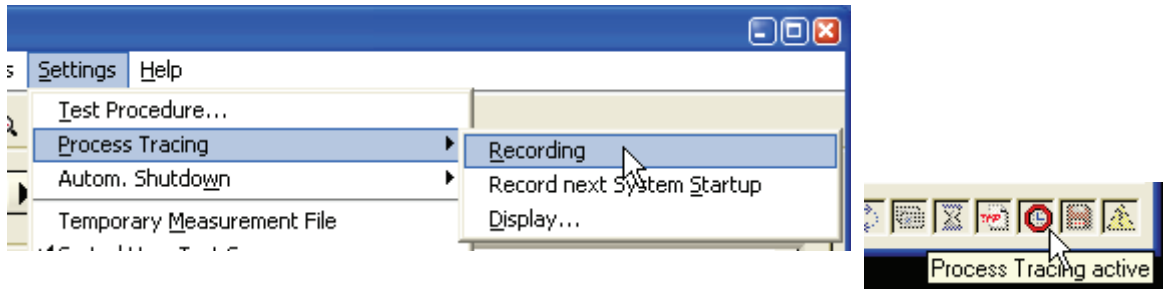 s Settings Help
Test Procedure...
Process Tracing
Autom. Shutdown
Temporary Measurement File
Recording
Record next System Startup
Display...
TMP
Process Tracing active